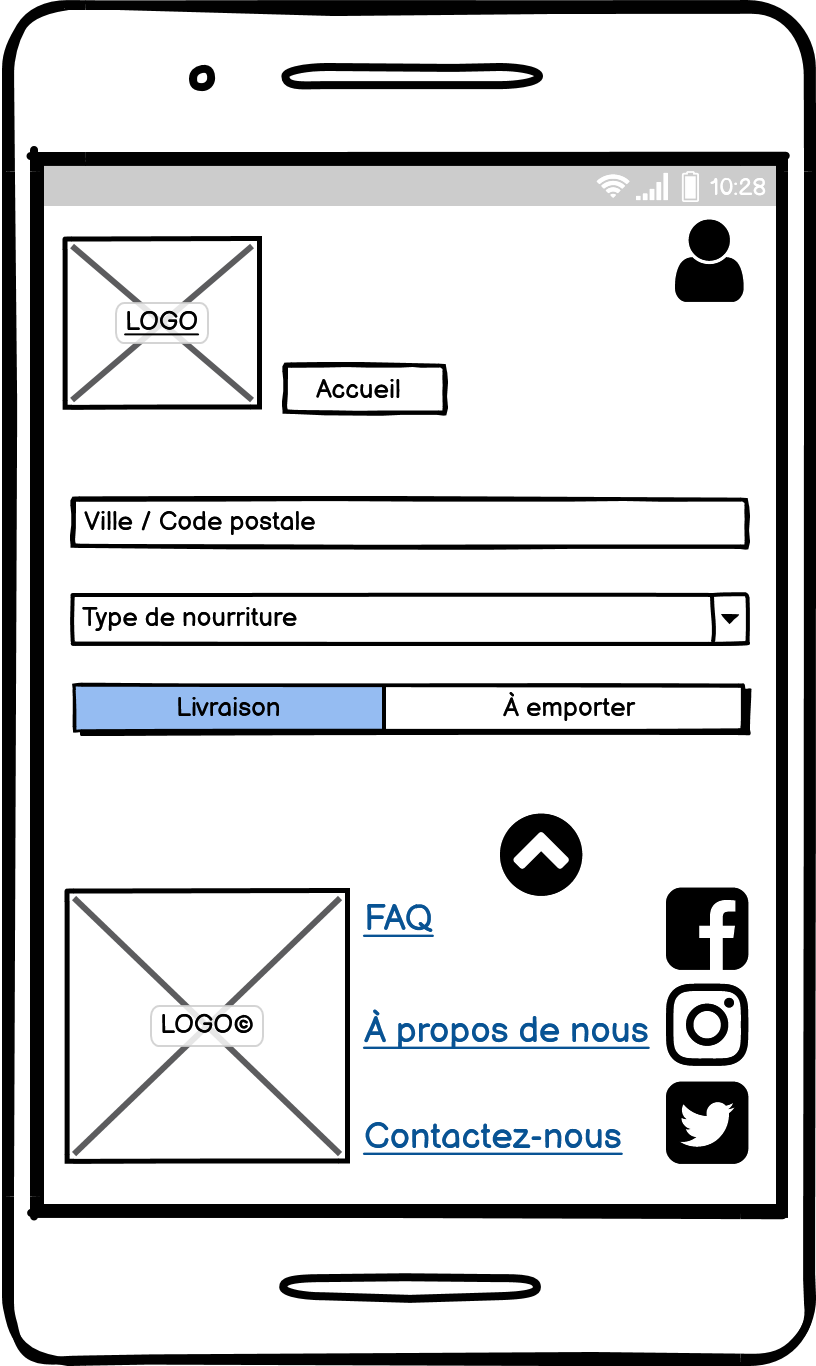 10:28
LOGO
Accueil
Ville / Code postale
Type de nourriture
Livraison
À emporter
FAQ
LOGO©
À propos de nous
Contactez-nous